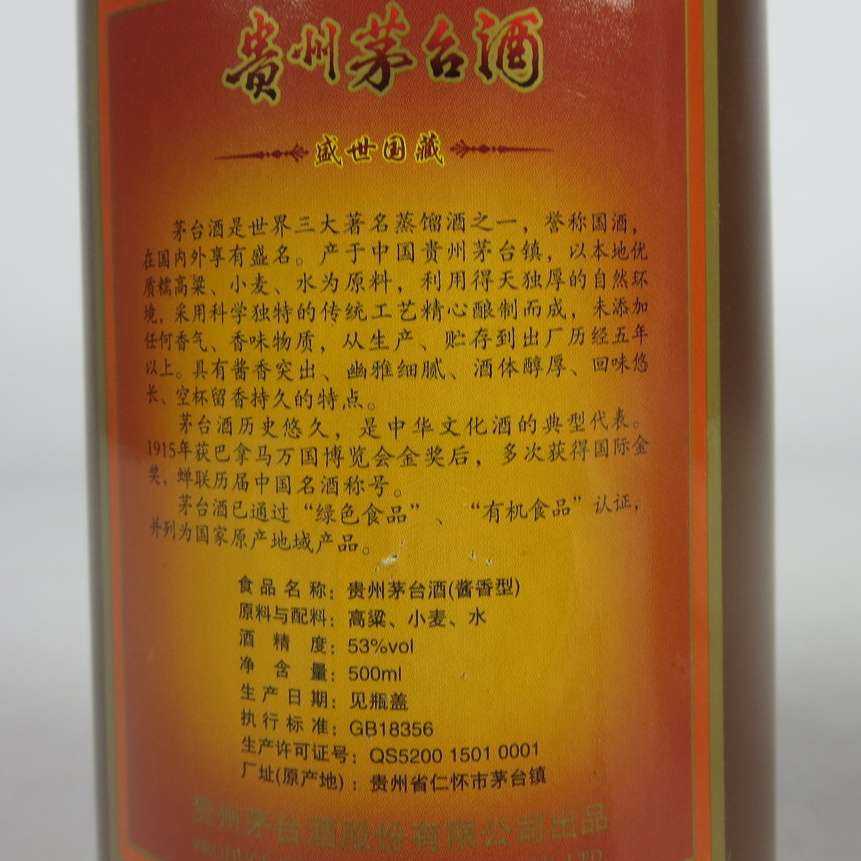 贵州茅台酒
盛世国藏
茅台酒是世界三大著名蒸馏酒之一，誉称国酒，
在国内外享有盛名。产于中国贵州茅台镇，以本地优
质糯高粱、小麦、水为原料，利用得天独厚的自然环
境，采用科学独特的传统工艺精心酿制而成，未添加
任何香气、香味物质，从生产、贮存到出厂历经五年
以上。具有酱香突出、幽雅细腻、酒体醇厚、回味悠
长、空杯留香持久的特点。
茅台酒历史悠久，是中华文化酒的典型代表。
1915年获巴拿马万国博览会金奖后，多次获得国际金
奖，蝉联历届中国名酒称号。
茅台酒已通过“绿色食品”、“有机食品”认证，
并列为国家原产地域产品。
食品名称：贵州茅台酒(酱香型)
原料与配料：高粱、小麦、水
酒精度：53%vol
净含量：500ml
生产日期：见瓶盖
执行标准：GB18356
生产许可证号：QS5200 1501 0001
厂址(原产地)：贵州省仁怀市茅台镇
贵州茅台酒股份有限公司出品